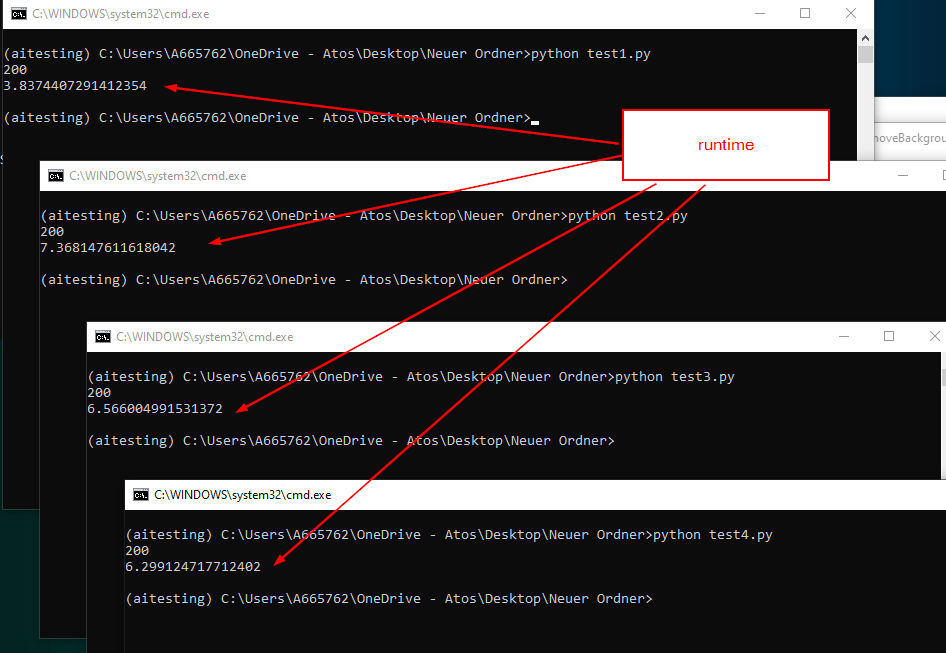 C:\WINDOWS\system32\cmd.exe
(aitesting) C:\Users\A665762\OneDrive - Atos\Desktop\Neuer Ordner>python test1.py
200
3.8374407291412354
(aitesting) C:\Users\A665762\OneDrive - Atos\Desktop\Neuer Ordner>
runtime
C:\WINDOWS\system32\cmd.exe
(aitesting) C:\Users\A665762\OneDrive - Atos\Desktop\Neuer Ordner>python test2.py
200
7.368147611618042
(aitesting) C:\Users\A665762\OneDrive - Atos\Desktop\Neuer Ordner>
C:\WINDOWS\system32\cmd.exe
(aitesting) C:\Users\A665762\OneDrive - Atos\Desktop\Neuer Ordner>python test3.py
200
6.566004991531372
(aitesting) C:\Users\A665762\OneDrive - Atos\Desktop\Neuer Ordner>
C:\WINDOWS\system32\cmd.exe
(aitesting) C:\Users\A665762\OneDrive - Atos\Desktop\Neuer Ordner>python test4.py
200
6.299124717712402
(aitesting) C:\Users\A665762\OneDrive - Atos\Desktop\Neuer Ordner>